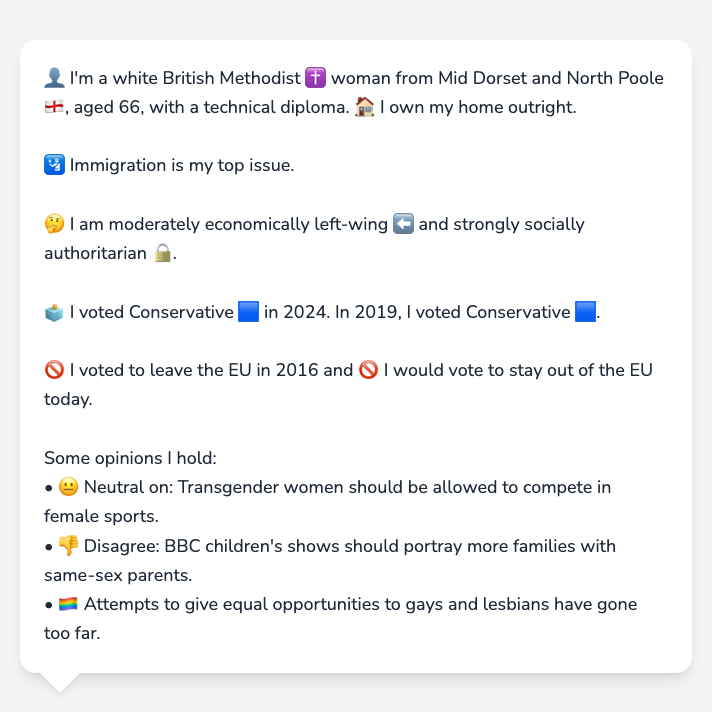 👤 I'm a white British Methodist ✝️ woman from Mid Dorset and North Poole
🏴󠁧󠁢󠁥󠁮󠁧󠁿, aged 66, with a technical diploma. 🏠 I own my home outright.
🛂 Immigration is my top issue.
🤔 I am moderately economically left-wing ⬅️ and strongly socially
authoritarian 🔒.
🗳️ I voted Conservative 🟦 in 2024. In 2019, I voted Conservative 🟦.
🚫 I voted to leave the EU in 2016 and 🚫 I would vote to stay out of the EU
today.
Some opinions I hold:
• 😐 Neutral on: Transgender women should be allowed to compete in
female sports.
• 👎 Disagree: BBC children's shows should portray more families with
same-sex parents.
• 🏳️‍🌈 Attempts to give equal opportunities to gays and lesbians have gone
too far.